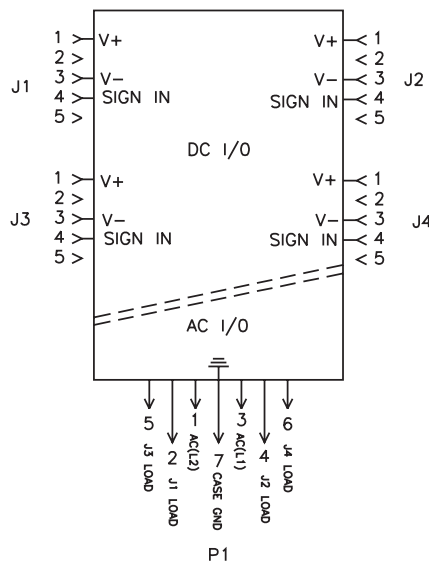 1 V+ V+ 1
2 2
J1 3 V- V- 3 J2
4 SIGN IN SIGN IN 4
5 5
DC I/O
1 V+ V+ 1
2 2
J3 3 V- V- 3 J4
4 SIGN IN SIGN IN 4
5 5
AC I/O
5 J3 LOAD
2 J1 LOAD
1 AC(L2)
7 CASE GND
3 AC(L1)
4 J2 LOAD
6 J4 LOAD
P1